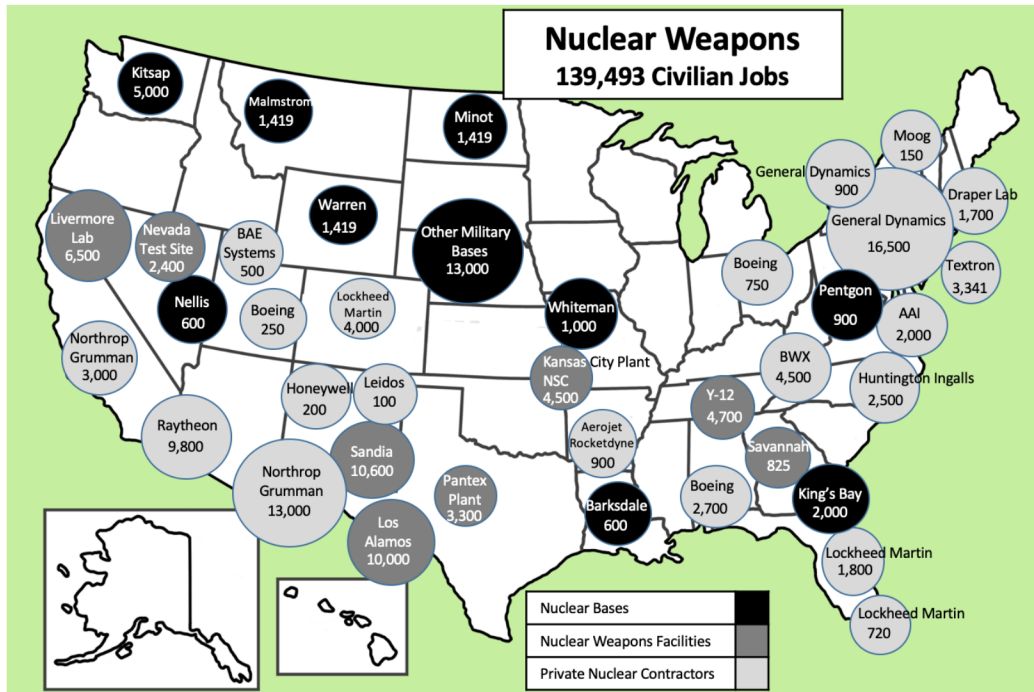 Nuclear Weapons
139,493 Civilian Jobs
Kitsap
5,000
Malmstrom
1,419
Minot
1,419
Moog
150
General Dynamics
900
Draper Lab
1,700
Livermore
Lab
6,500
Nevada
Test Site
2,400
BAE
Systems
500
Warren
1,419
Other Military
Bases
13,000
General Dynamics
16,500
Textron
3,341
Boeing
750
Pentgon
900
AAI
2,000
Nellis
600
Boeing
250
Lockheed
Martin
4,000
Whiteman
1,000
Northrop
Grumman
3,000
Kansas City Plant
NSC
4,500
BWX
4,500
Huntington Ingalls
2,500
Honeywell
200
Leidos
100
Y-12
4,700
Raytheon
9,800
Aerojet
Rocketdyne
900
Sandia
10,600
Savannah
825
Northrop
Grumman
13,000
Pantex
Plant
3,300
Barksdale
600
Boeing
2,700
King's Bay
2,000
Los
Alamos
10,000
Lockheed Martin
1,800
Lockheed Martin
720
Nuclear Bases
Nuclear Weapons Facilities
Private Nuclear Contractors